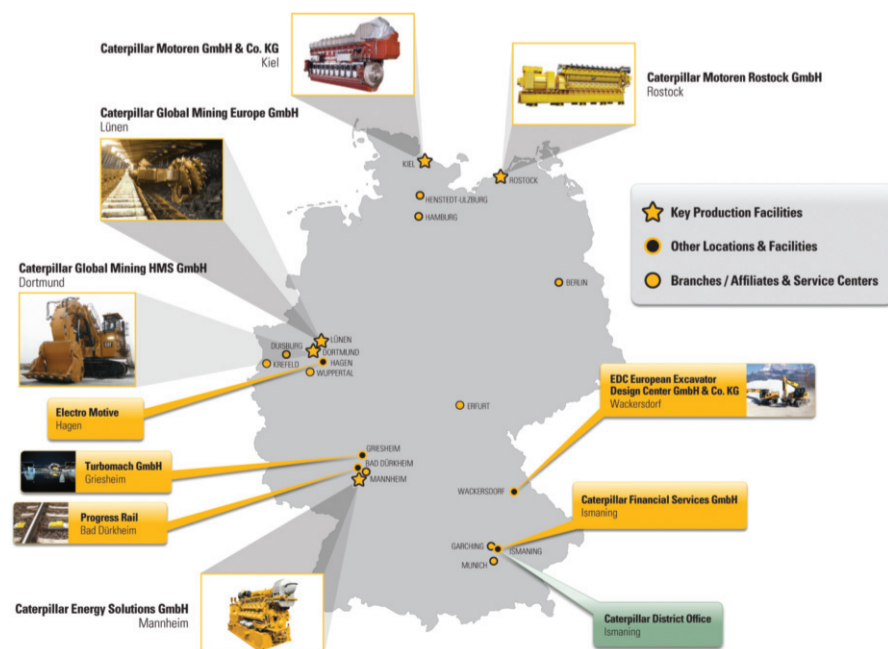 Caterpillar Motoren GmbH & Co. KG
Kiel
Caterpillar Motoren Rostock GmbH
Rostock
Caterpillar Global Mining Europe GmbH
Lünen
KIEL
ROSTOCK
HENSTEDT-ULZBURG
HAMBURG
Key Production Facilities
Other Locations & Facilities
Branches / Affiliates & Service Centers
BERLIN
Caterpillar Global Mining HMS GmbH
Dortmund
LÜNEN
DUISBURG
DORTMUND
KREFELD
HAGEN
WUPPERTAL
EDC European Excavator
Design Center GmbH & Co. KG
Wackersdorf
Electro Motive
Hagen
ERFURT
GRIESHEIM
Turbomach GmbH
Griesheim
BAD DÜRKHEIM
MANNHEIM
WACKERSDORF
Caterpillar Financial Services GmbH
Ismaning
Progress Rail
Bad Dürkheim
GARCHING
ISMANING
MUNICH
Caterpillar Energy Solutions GmbH
Mannheim
Caterpillar District Office
Ismaning